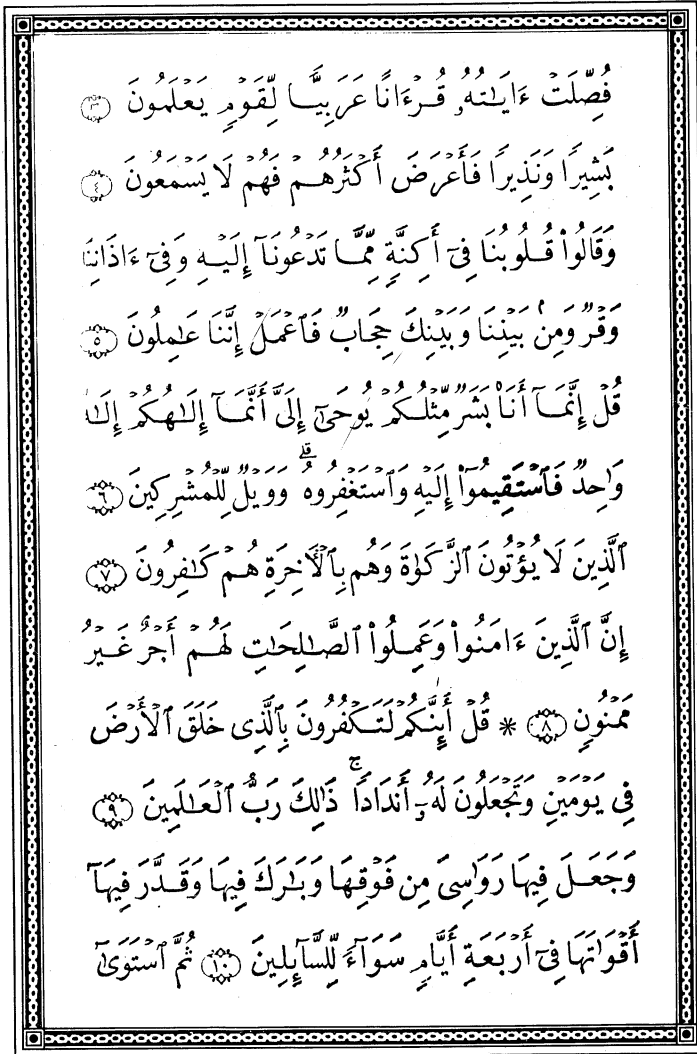 فُصِّلَتْ ءَايَٰتُهُۥ قُرْءَانًا عَرَبِيًّا لِّقَوْمٍ يَعْلَمُونَ ٣
بَشِيرًا وَنَذِيرًا فَأَعْرَضَ أَكْثَرُهُمْ فَهُمْ لَا يَسْمَعُونَ ٤
وَقَالُوا۟ قُلُوبُنَا فِىٓ أَكِنَّةٍ مِّمَّا تَدْعُونَآ إِلَيْهِ وَفِىٓ ءَاذَانِنَا
وَقْرٌ وَمِنۢ بَيْنِنَا وَبَيْنِكَ حِجَابٌ فَٱعْمَلْ إِنَّنَا عَٰمِلُونَ ٥
قُلْ إِنَّمَآ أَنَا۠ بَشَرٌ مِّثْلُكُمْ يُوحَىٰٓ إِلَىَّ أَنَّمَآ إِلَٰهُكُمْ إِلَٰهٌ
وَٰحِدٌ فَٱسْتَقِيمُوٓا۟ إِلَيْهِ وَٱسْتَغْفِرُوهُ ۗ وَوَيْلٌ لِّلْمُشْرِكِينَ ٦
ٱلَّذِينَ لَا يُؤْتُونَ ٱلزَّكَوٰةَ وَهُم بِٱلْءَاخِرَةِ هُمْ كَٰفِرُونَ ٧
إِنَّ ٱلَّذِينَ ءَامَنُوا۟ وَعَمِلُوا۟ ٱلصَّٰلِحَٰتِ لَهُمْ أَجْرٌ غَيْرُ
مَمْنُونٍ ٨ * قُلْ أَئِنَّكُمْ لَتَكْفُرُونَ بِٱلَّذِى خَلَقَ ٱلْأَرْضَ
فِى يَوْمَيْنِ وَتَجْعَلُونَ لَهُۥٓ أَندَادًا ۚ ذَٰلِكَ رَبُّ ٱلْعَٰلَمِينَ ٩
وَجَعَلَ فِيهَا رَوَٰسِىَ مِن فَوْقِهَا وَبَٰرَكَ فِيهَا وَقَدَّرَ فِيهَآ
أَقْوَٰتَهَا فِىٓ أَرْبَعَةِ أَيَّامٍ سَوَآءً لِّلسَّآئِلِينَ ١٠ ثُمَّ ٱسْتَوَىٰٓ